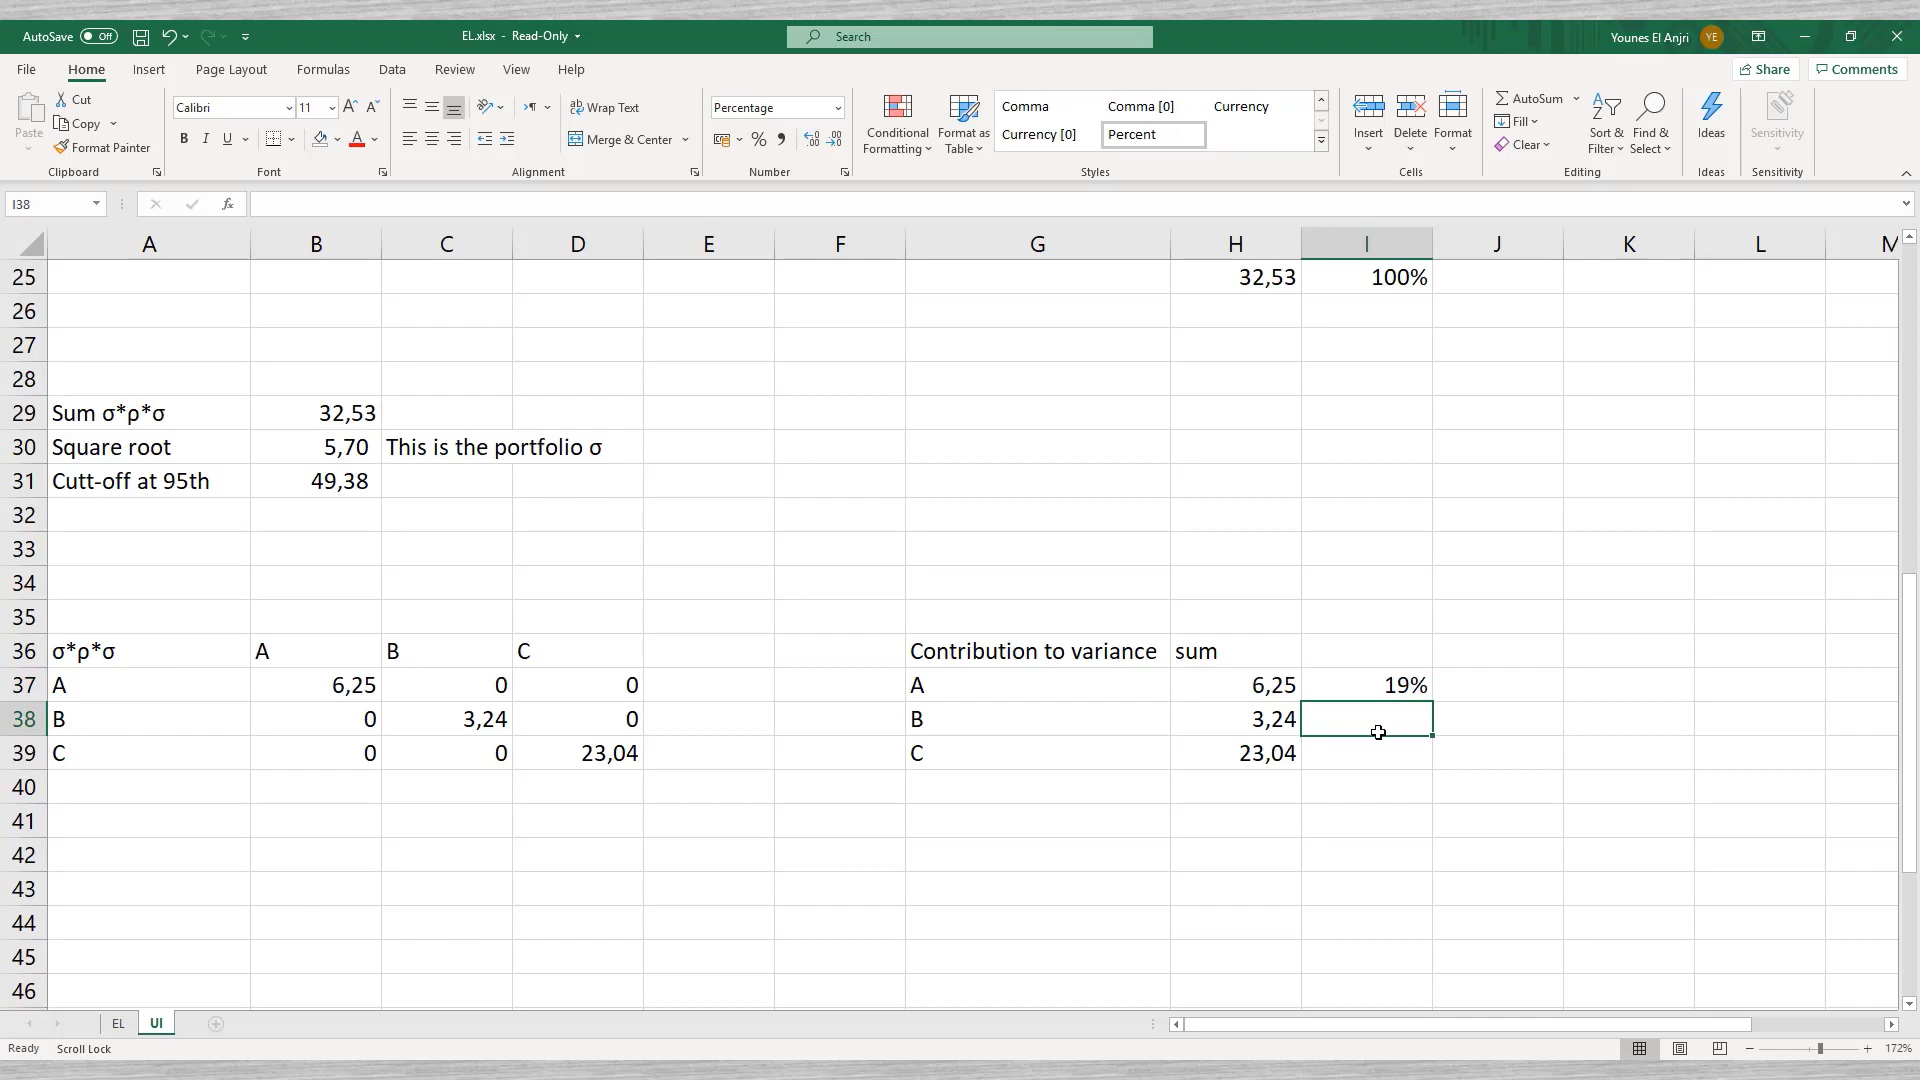 AutoSave Off EL.xlsx - Read-Only Search Younes El Anjri YE
File Home Insert Page Layout Formulas Data Review View Help Share Comments
Paste Cut Copy Format Painter Clipboard
Calibri 11 B I U A Font
Wrap Text Merge & Center Alignment
Percentage % Number
Conditional Formatting Format as Table Comma Comma [0] Currency Currency [0] Percent Styles
Insert Delete Format Cells
AutoSum Fill Clear Sort & Filter Find & Select Editing
Ideas Ideas
Sensitivity Sensitivity
I38 fx
A B C D E F G H I J K L M
25 32,53 100%
26
27
28
29 Sum σ*ρ*σ 32,53
30 Square root 5,70 This is the portfolio σ
31 Cutt-off at 95th 49,38
32
33
34
35
36 σ*ρ*σ A B C Contribution to variance sum
37 A 6,25 0 0 A 6,25 19%
38 B 0 3,24 0 B 3,24
39 C 0 0 23,04 C 23,04
40
41
42
43
44
45
46
EL UI
Ready Scroll Lock 172%